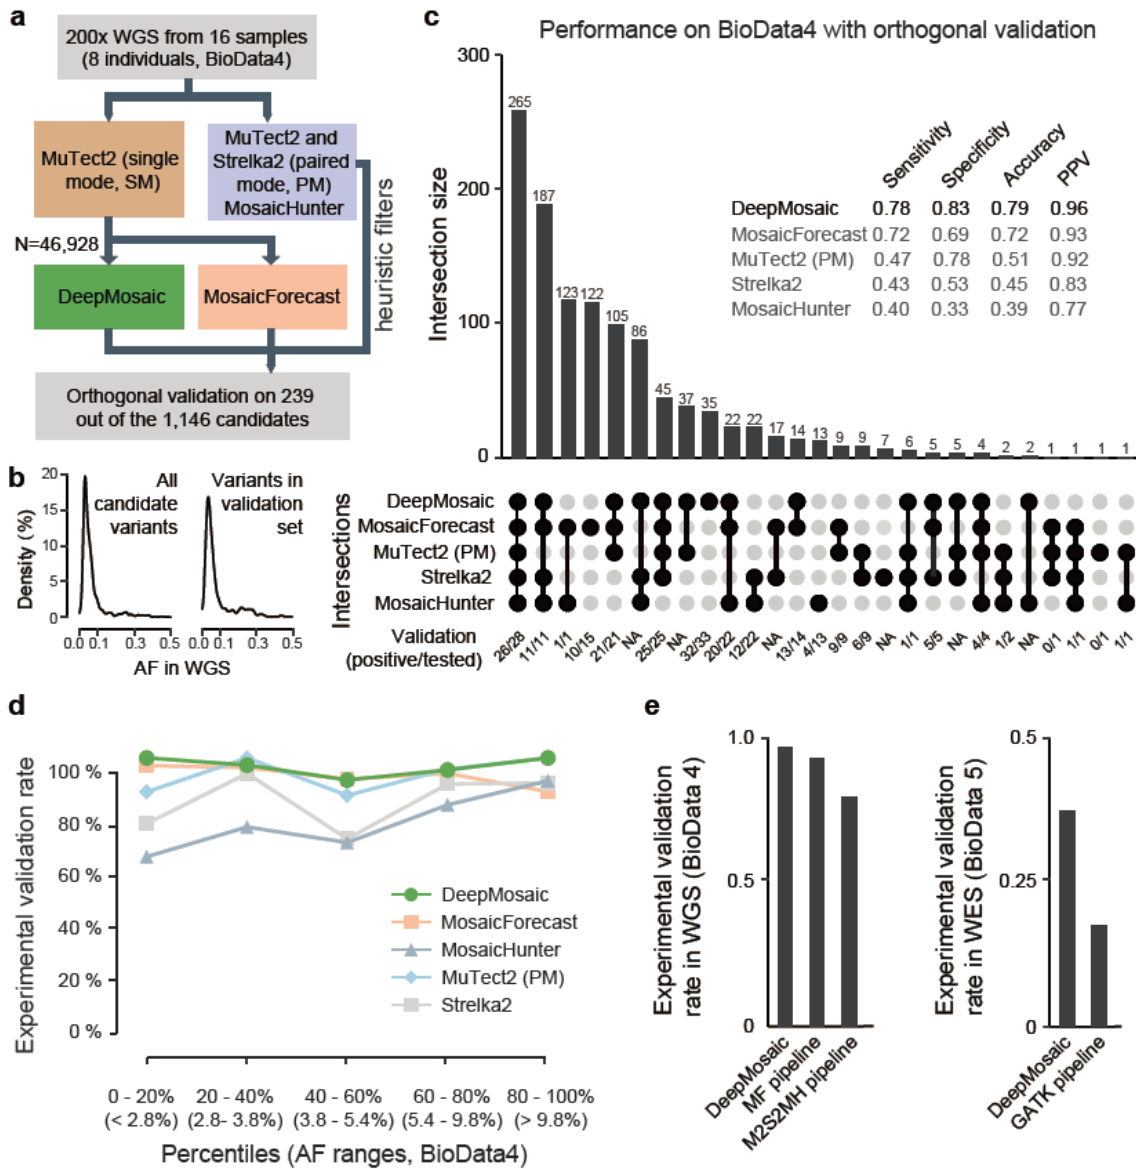 a
200x WGS from 16 samples
(8 individuals, BioData4)
MuTect2 (single
mode, SM)
MuTect2 and
Strelka2 (paired
mode, PM)
MosaicHunter
N=46,928
DeepMosaic
MosaicForecast
heuristic filters
Orthogonal validation on 239
out of the 1,146 candidates
b
Density (%)
20
15
10
5
0
All
candidate
variants
Variants in
validation
set
0.0 0.1 0.3 0.5
0.0 0.1 0.3 0.5
AF in WGS
c
Performance on BioData4 with orthogonal validation
Intersection size
300
200
100
0
265 187 123 122 105 86 45 37 35 22 22 17 14 13 9 9 7 6 5 5 4 2 2 1 1 1 1
Sensitivity Specificity Accuracy PPV
DeepMosaic 0.78 0.83 0.79 0.96
MosaicForecast 0.72 0.69 0.72 0.93
MuTect2 (PM) 0.47 0.78 0.51 0.92
Strelka2 0.43 0.53 0.45 0.83
MosaicHunter 0.40 0.33 0.39 0.77
Intersections
DeepMosaic
MosaicForecast
MuTect2 (PM)
Strelka2
MosaicHunter
Validation
(positive/tested)
26/28 11/11 1/1 10/15 21/21 NA 25/25 NA 32/33 20/22 12/22 NA 13/14 4/13 9/9 6/9 NA 1/1 5/5 NA 4/4 1/2 NA 0/1 1/1 0/1 1/1
d
Experimental validation rate
100 %
80 %
60 %
40 %
20 %
0 %
DeepMosaic
MosaicForecast
MosaicHunter
MuTect2 (PM)
Strelka2
0 - 20% 20 - 40% 40 - 60% 60 - 80% 80 - 100%
(< 2.8%) (2.8- 3.8%) (3.8 - 5.4%) (5.4 - 9.8%) (> 9.8%)
Percentiles (AF ranges, BioData4)
e
Experimental validation
rate in WGS (BioData 4)
1.0
0.5
0
DeepMosaic
MF pipeline
M2S2MH pipeline
Experimental validation
rate in WES (BioData 5)
0.5
0.25
0
DeepMosaic
GATK pipeline